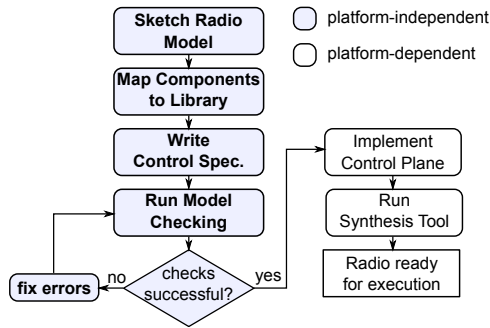 Sketch Radio
Model
Map Components
to Library
Write
Control Spec.
Run Model
Checking
checks
successful?
no
yes
fix errors
platform-independent
platform-dependent
Implement
Control Plane
Run
Synthesis Tool
Radio ready
for execution